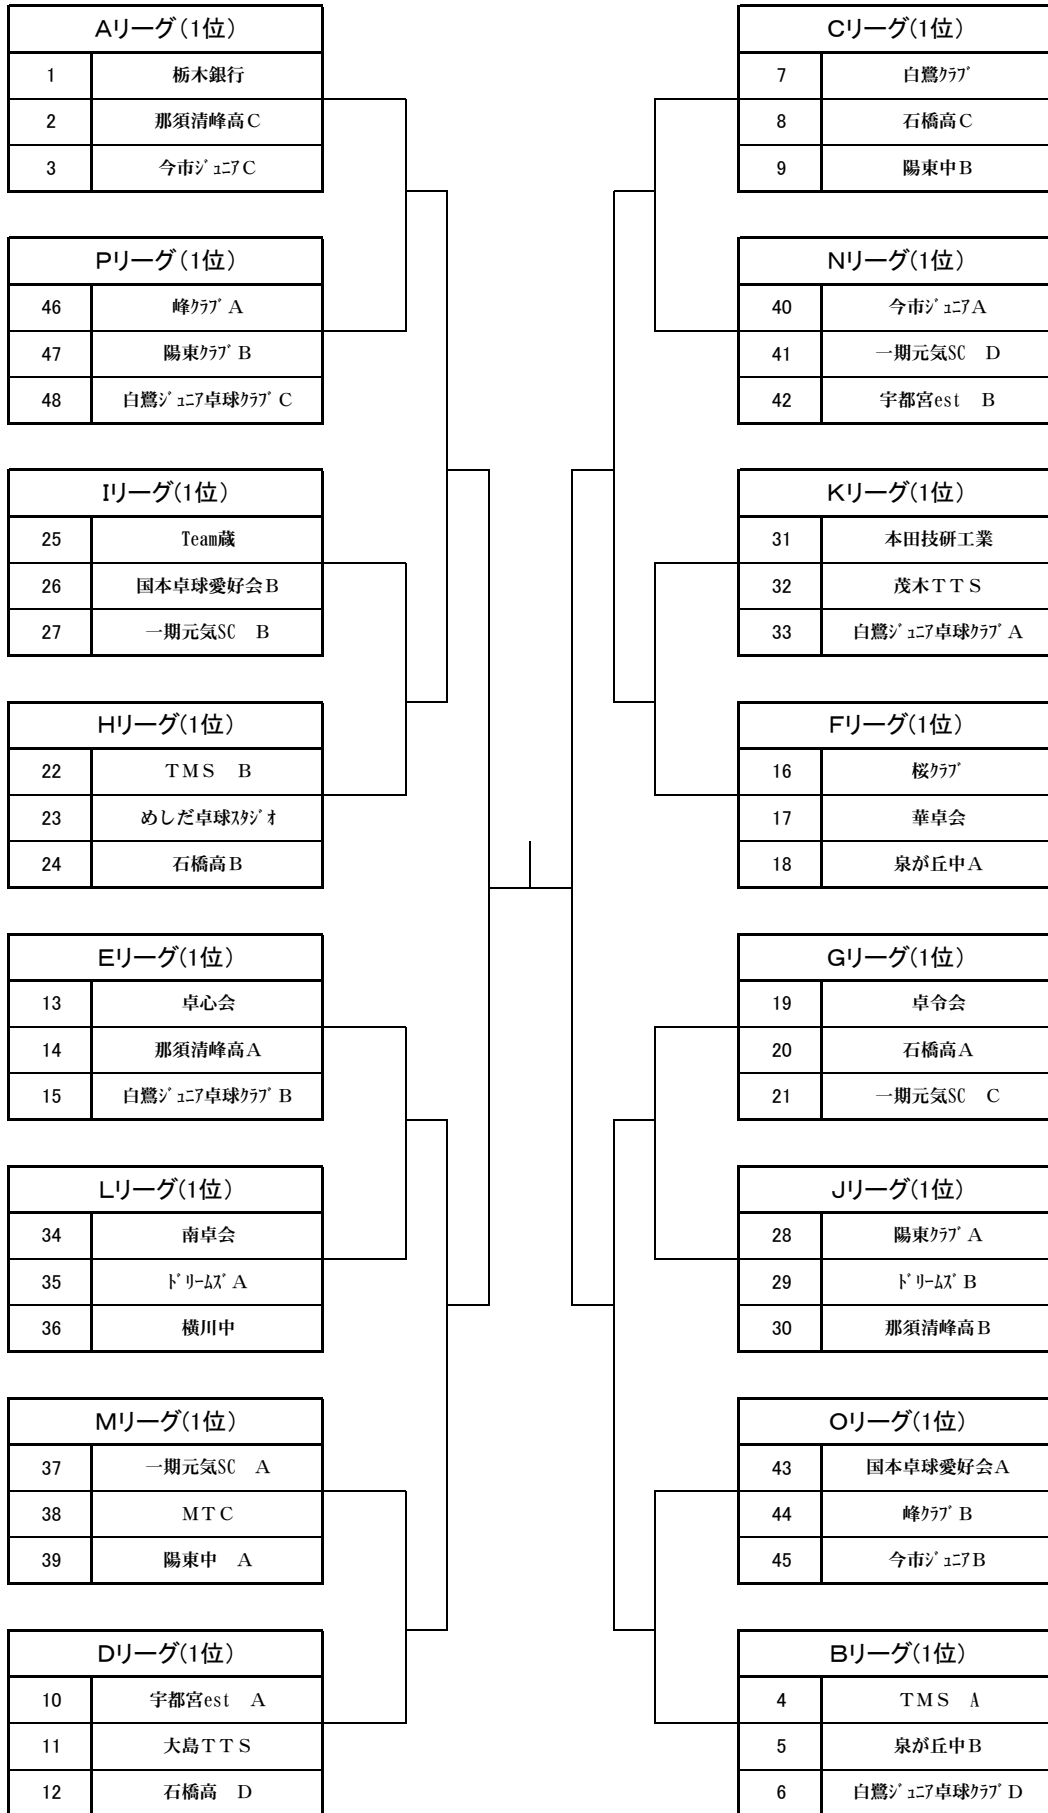 Aリーグ(1位)
1 栃木銀行
2 那須清峰高C
3 今市ｼﾞｭﾆｱC
Pリーグ(1位)
46 峰ｸﾗﾌﾞA
47 陽東ｸﾗﾌﾞB
48 白鷺ｼﾞｭﾆｱ卓球ｸﾗﾌﾞC
Iリーグ(1位)
25 Team蔵
26 国本卓球愛好会B
27 一期元気SC　B
Hリーグ(1位)
22 TMS　B
23 めしだ卓球ｽﾀｼﾞｵ
24 石橋高B
Eリーグ(1位)
13 卓心会
14 那須清峰高A
15 白鷺ｼﾞｭﾆｱ卓球ｸﾗﾌﾞB
Lリーグ(1位)
34 南卓会
35 ﾄﾞﾘｰﾑｽﾞA
36 横川中
Mリーグ(1位)
37 一期元気SC　A
38 MTC
39 陽東中　A
Dリーグ(1位)
10 宇都宮est　A
11 大島TTS
12 石橋高　D
Cリーグ(1位)
7 白鷺ｸﾗﾌﾞ
8 石橋高C
9 陽東中B
Nリーグ(1位)
40 今市ｼﾞｭﾆｱA
41 一期元気SC　D
42 宇都宮est　B
Kリーグ(1位)
31 本田技研工業
32 茂木TTS
33 白鷺ｼﾞｭﾆｱ卓球ｸﾗﾌﾞA
Fリーグ(1位)
16 桜ｸﾗﾌﾞ
17 華卓会
18 泉が丘中A
Gリーグ(1位)
19 卓令会
20 石橋高A
21 一期元気SC　C
Jリーグ(1位)
28 陽東ｸﾗﾌﾞA
29 ﾄﾞﾘｰﾑｽﾞB
30 那須清峰高B
Oリーグ(1位)
43 国本卓球愛好会A
44 峰ｸﾗﾌﾞB
45 今市ｼﾞｭﾆｱB
Bリーグ(1位)
4 TMS　A
5 泉が丘中B
6 白鷺ｼﾞｭﾆｱ卓球ｸﾗﾌﾞD